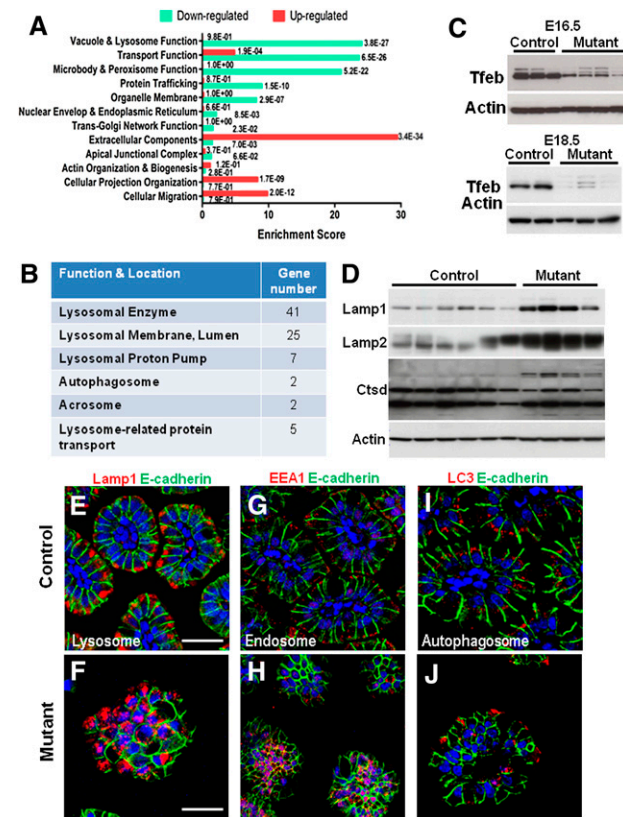 Down-regulated Up-regulated
A
Vacuole & Lysosome Function 9.8E-01 3.8E-27
Transport Function 1.9E-04 6.5E-26
Microbody & Peroxisome Function 1.0E+00 5.2E-22
Protein Trafficking 8.7E-01 1.5E-10
Organelle Membrane 1.0E+00 2.9E-07
Nuclear Envelop & Endoplasmic Reticulum 6.6E-01 8.5E-03
Trans-Golgi Network Function 1.0E+00 2.3E-02
Extracellular Components 3.4E-34 7.0E-03
Apical Junctional Complex 3.7E-01 6.6E-02
Actin Organization & Biogenesis 1.2E-01 2.8E-01
Cellular Projection Organization 1.7E-09 7.7E-01
Cellular Migration 2.0E-12 7.9E-01
0 10 20 30
Enrichment Score
C
E16.5
Control Mutant
Tfeb
Actin
E18.5
Control Mutant
Tfeb
Actin
B
Function & Location Gene number
Lysosomal Enzyme 41
Lysosomal Membrane, Lumen 25
Lysosomal Proton Pump 7
Autophagosome 2
Acrosome 2
Lysosome-related protein transport 5
D
Control Mutant
Lamp1
Lamp2
Ctsd
Actin
Lamp1 E-cadherin EEA1 E-cadherin LC3 E-cadherin
E G I
Control
Lysosome Endosome Autophagosome
F H J
Mutant